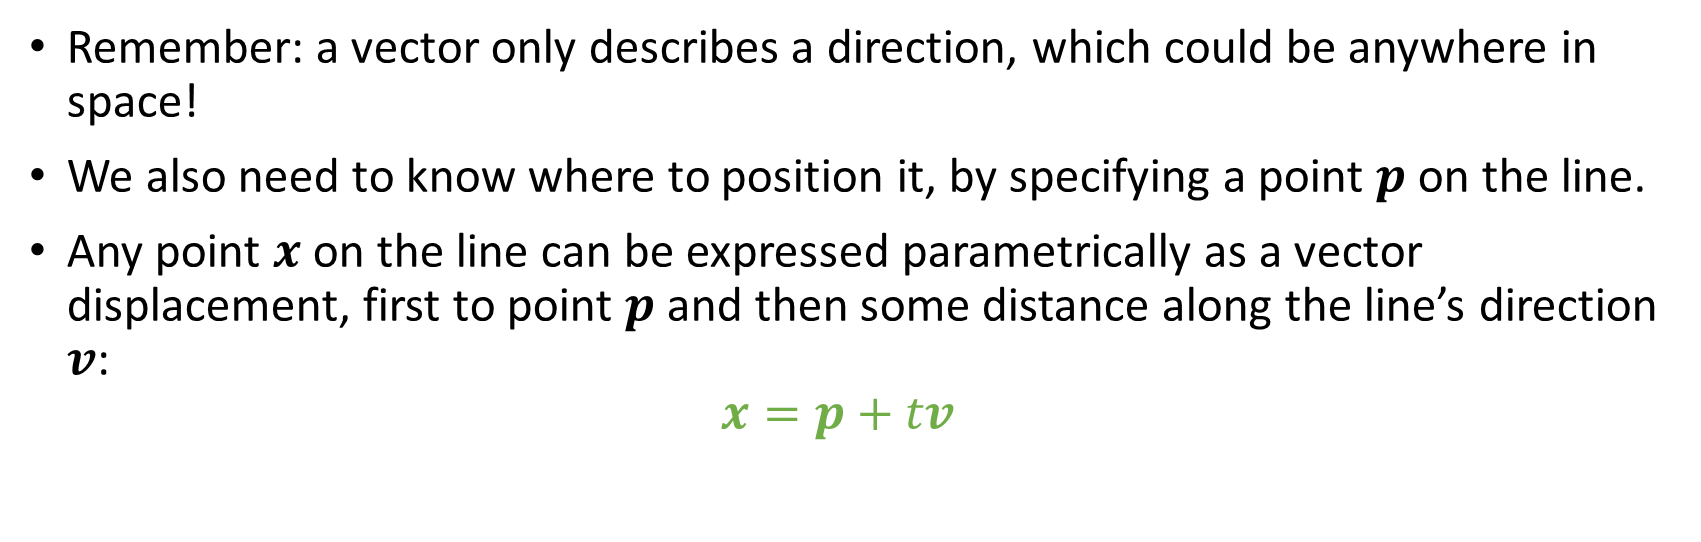 • Remember: a vector only describes a direction, which could be anywhere in
space!
• We also need to know where to position it, by specifying a point p on the line.
• Any point x on the line can be expressed parametrically as a vector
displacement, first to point p and then some distance along the line’s direction
v:
x = p + tv